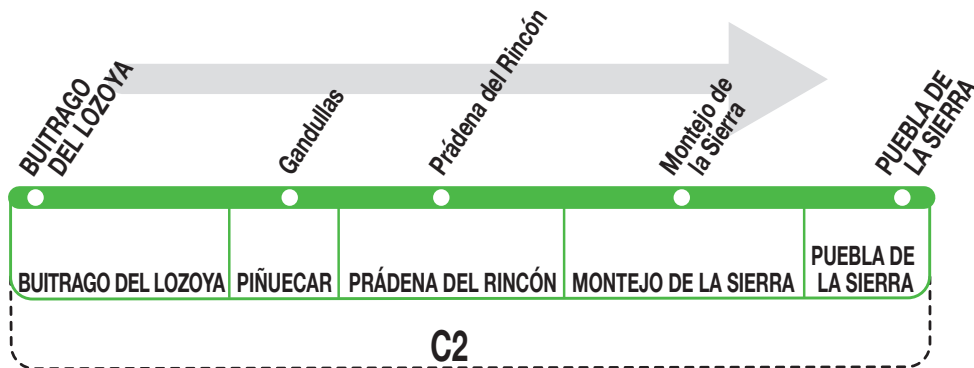 BUITRAGO
DEL LOZOYA
Gandullas
Prádena del Rincón
Montejo de
la Sierra
PUEBLA DE
LA SIERRA
BUITRAGO DEL LOZOYA
PIÑUECAR
PRÁDENA DEL RINCÓN
MONTEJO DE LA SIERRA
PUEBLA DE
LA SIERRA
C2